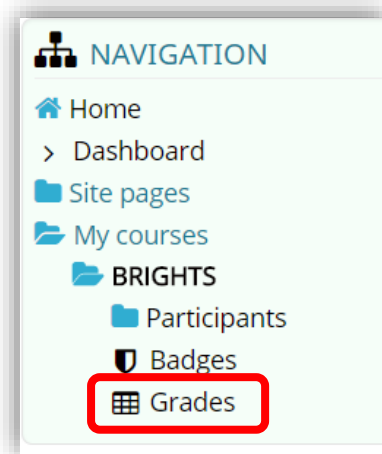 NAVIGATION
Home
Dashboard
Site pages
My courses
BRIGHTS
Participants
Badges
Grades